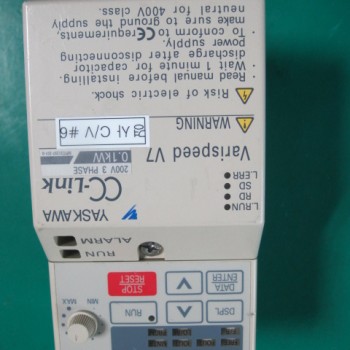 DSPL
RUN
MIN
MAX
DATA
ENTER
STOP
RESET
RUN
ALARM
YASKAWA
CC-Link
L.RUN
RD
SD
L.ERR
200V 3 PHASE
0.1kW
Varispeed V7
검사 C/V #6
WARNING
Risk of electric shock.
・Read manual before installing.
・Wait 1 minute for capacitor
discharge after disconnecting
Power supply.
・To conform to CE requirements,
make sure to ground the supply
neutral for 400V class.